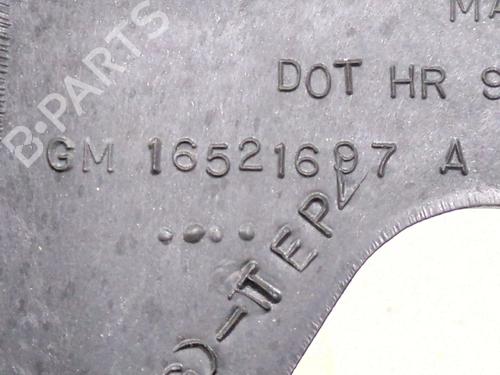 MA
DOT HR 9
GM 16521697 A
-TEP
B-PARTS